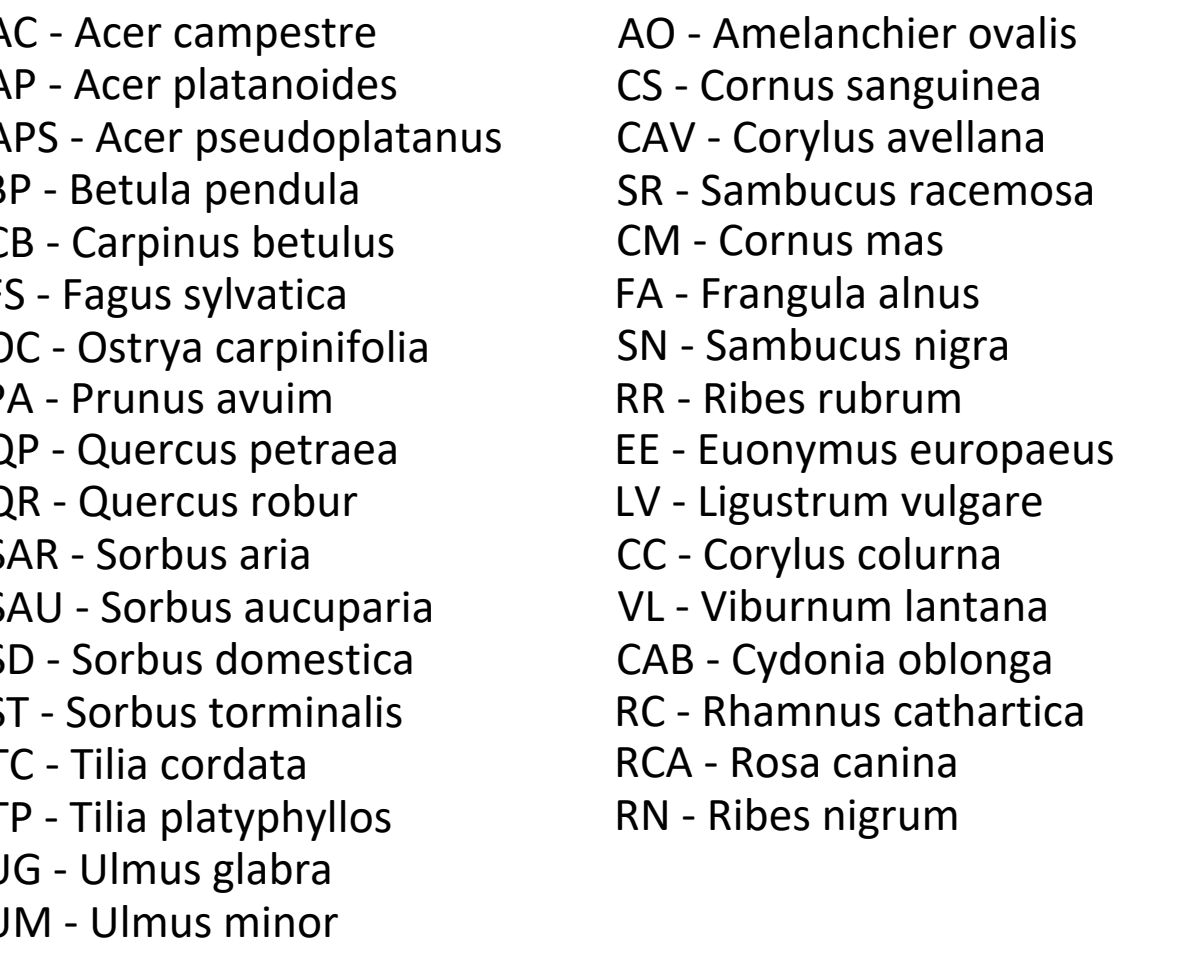 AC - Acer campestre
AP - Acer platanoides
APS - Acer pseudoplatanus
BP - Betula pendula
CB - Carpinus betulus
FS - Fagus sylvatica
OC - Ostrya carpinifolia
PA - Prunus avuim
QP - Quercus petraea
QR - Quercus robur
SAR - Sorbus aria
SAU - Sorbus aucuparia
SD - Sorbus domestica
ST - Sorbus torminalis
TC - Tilia cordata
TP - Tilia platyphyllos
UG - Ulmus glabra
UM - Ulmus minor
AO - Amelanchier ovalis
CS - Cornus sanguinea
CAV - Corylus avellana
SR - Sambucus racemosa
CM - Cornus mas
FA - Frangula alnus
SN - Sambucus nigra
RR - Ribes rubrum
EE - Euonymus europaeus
LV - Ligustrum vulgare
CC - Corylus colurna
VL - Viburnum lantana
CAB - Cydonia oblonga
RC - Rhamnus cathartica
RCA - Rosa canina
RN - Ribes nigrum